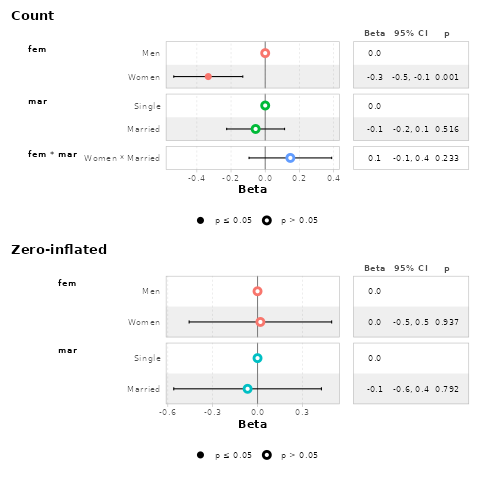 Count
Beta 95% CI p
fem
Men 0.0
Women -0.3 -0.5, -0.1 0.001
mar
Single 0.0
Married -0.1 -0.2, 0.1 0.516
fem * mar
Women * Married 0.1 -0.1, 0.4 0.233
-0.4 -0.2 0.0 0.2 0.4
Beta
p ≤ 0.05 p > 0.05
Zero-inflated
Beta 95% CI p
fem
Men 0.0
Women 0.0 -0.5, 0.5 0.937
mar
Single 0.0
Married -0.1 -0.6, 0.4 0.792
-0.6 -0.3 0.0 0.3
Beta
p ≤ 0.05 p > 0.05